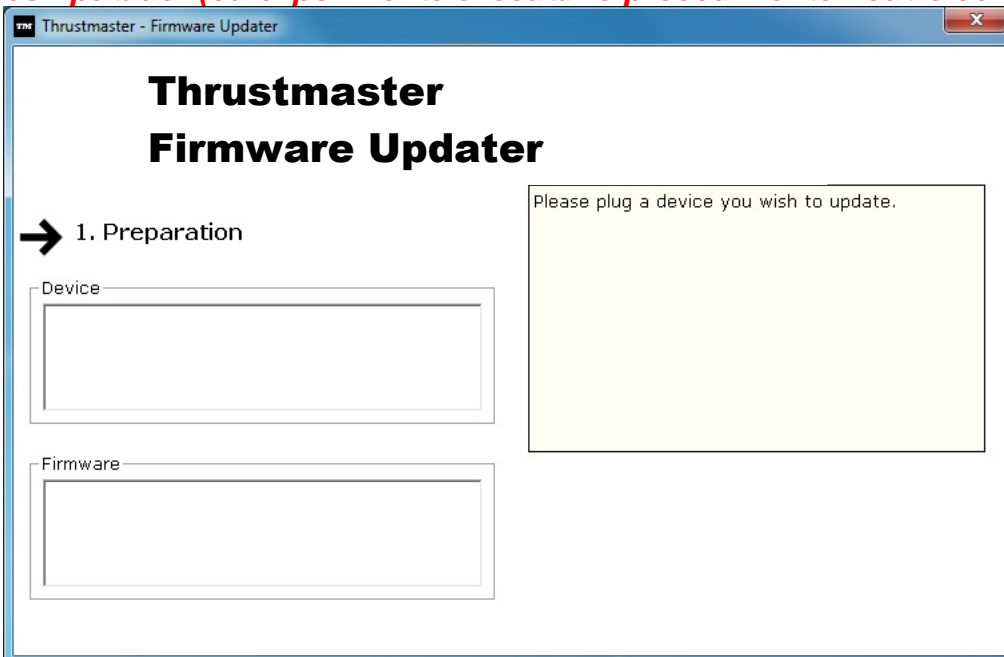 Thrustmaster - Firmware Updater
Thrustmaster
Firmware Updater
1. Preparation
Please plug a device you wish to update.
Device
Firmware